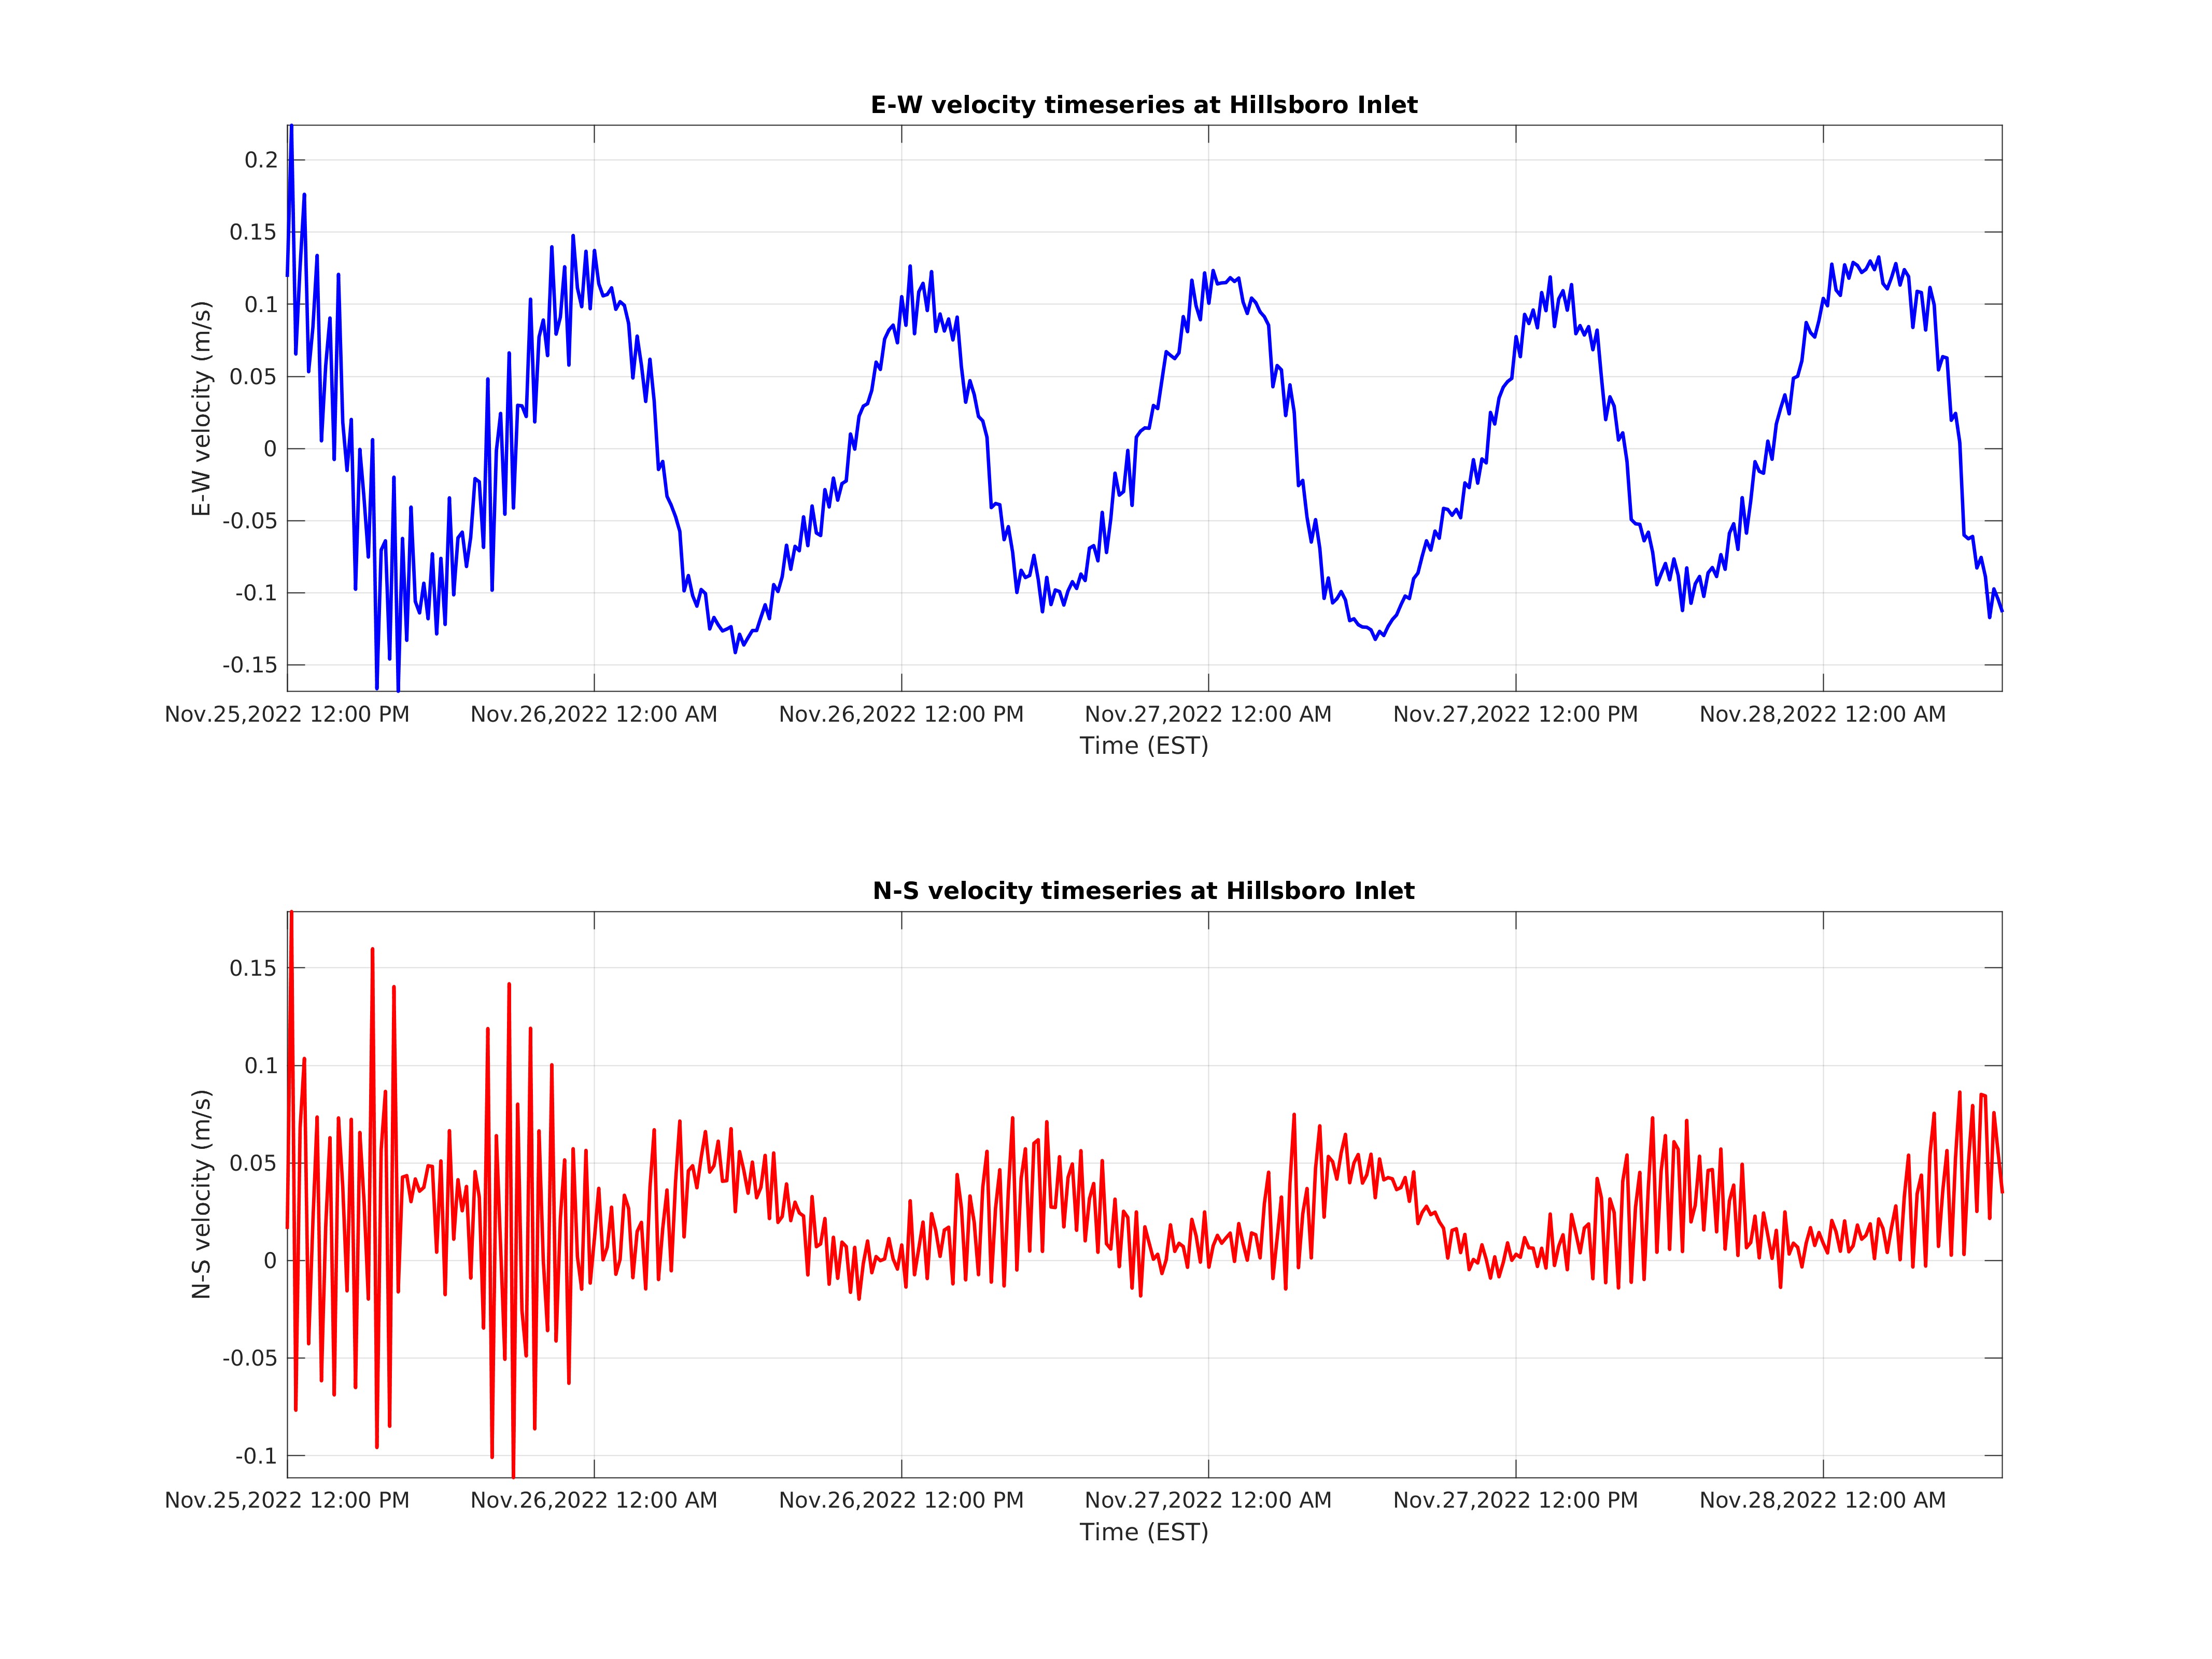 E-W velocity timeseries at Hillsboro Inlet
E-W velocity (m/s)
0.2
0.15
0.1
0.05
0
-0.05
-0.1
-0.15
Nov.25,2022 12:00 PM Nov.26,2022 12:00 AM Nov.26,2022 12:00 PM Nov.27,2022 12:00 AM Nov.27,2022 12:00 PM Nov.28,2022 12:00 AM
Time (EST)
N-S velocity timeseries at Hillsboro Inlet
N-S velocity (m/s)
0.15
0.1
0.05
0
-0.05
-0.1
Nov.25,2022 12:00 PM Nov.26,2022 12:00 AM Nov.26,2022 12:00 PM Nov.27,2022 12:00 AM Nov.27,2022 12:00 PM Nov.28,2022 12:00 AM
Time (EST)